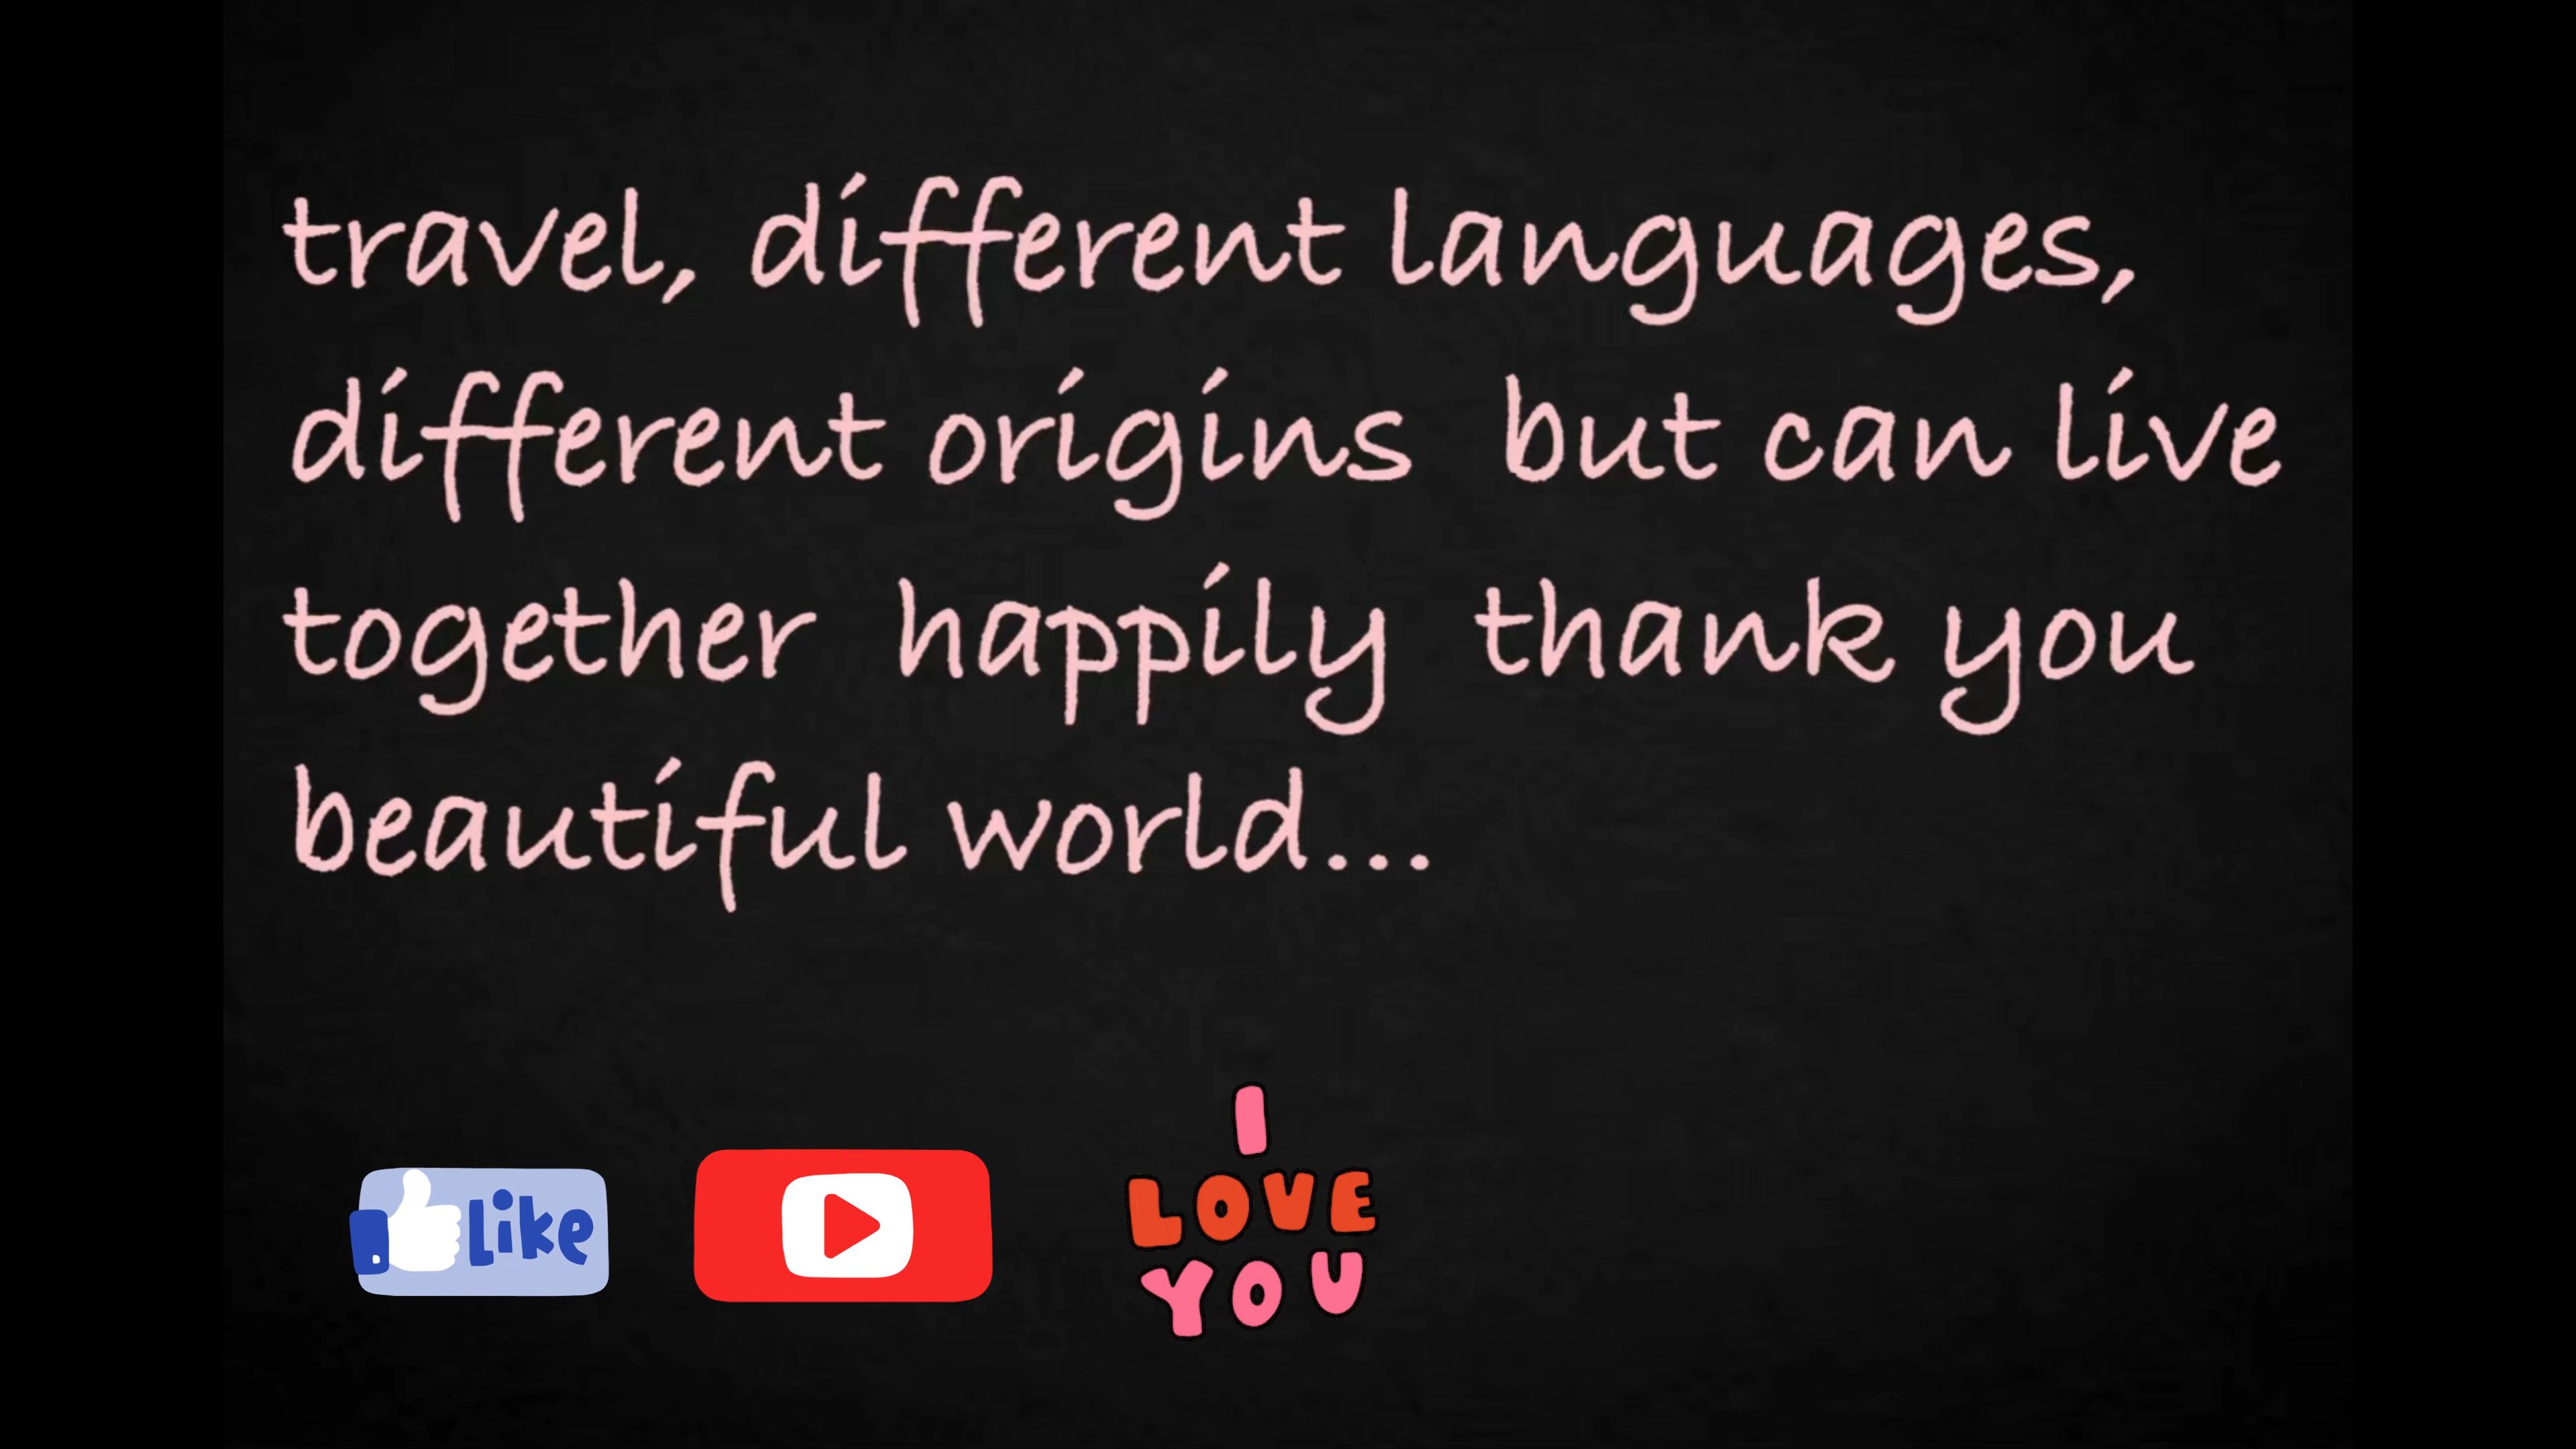 travel, different languages,
different origins but can live
together happily thank you
beautiful world...
Like
I
LOVE
YOU